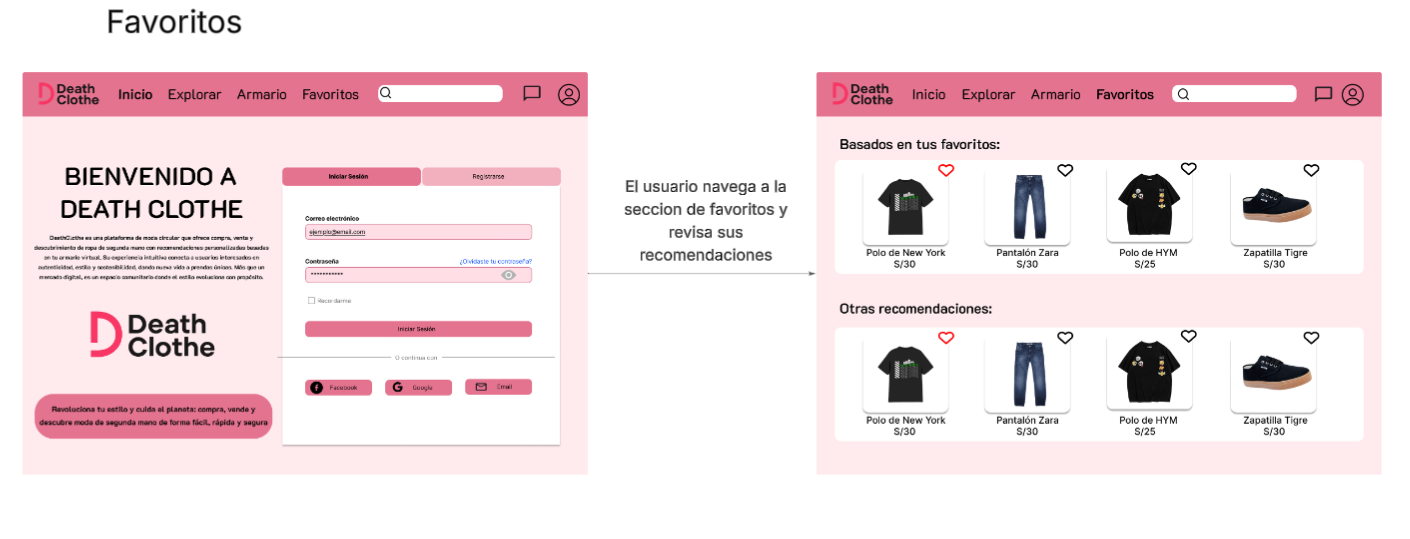 Favoritos
Death
Clothe
Inicio Explorar Armario Favoritos
BIENVENIDO A
DEATH CLOTHE
DeathClothe es una plataforma de moda circular que ofrece compra, venta y
descubrimiento de ropa de segunda mano con recomendaciones personalizadas basadas
en tu armario virtual. Su experiencia intuitiva conecta a usuarios interesados en
autenticidad, estilo y sostenibilidad, dando nueva vida a prendas únicas. Más que un
mercado digital, es un espacio comunitario donde el estilo evoluciona con propósito.
Death
Clothe
Revoluciona tu estilo y cuida el planeta: compra, vende y
descubre moda de segunda mano de forma fácil, rápida y segura
Iniciar Sesión
Registrarse
Correo electrónico
ejemplo@email.com
Contraseña
¿Olvidaste tu contraseña?
***********
Recordarme
Iniciar Sesión
O continua con
Facebook
Google
Email
El usuario navega a la
seccion de favoritos y
revisa sus
recomendaciones
Death
Clothe
Inicio Explorar Armario Favoritos
Basados en tus favoritos:
Polo de New York
S/30
Pantalón Zara
S/30
Polo de HYM
S/25
Zapatilla Tigre
S/30
Otras recomendaciones:
Polo de New York
S/30
Pantalón Zara
S/30
Polo de HYM
S/25
Zapatilla Tigre
S/30